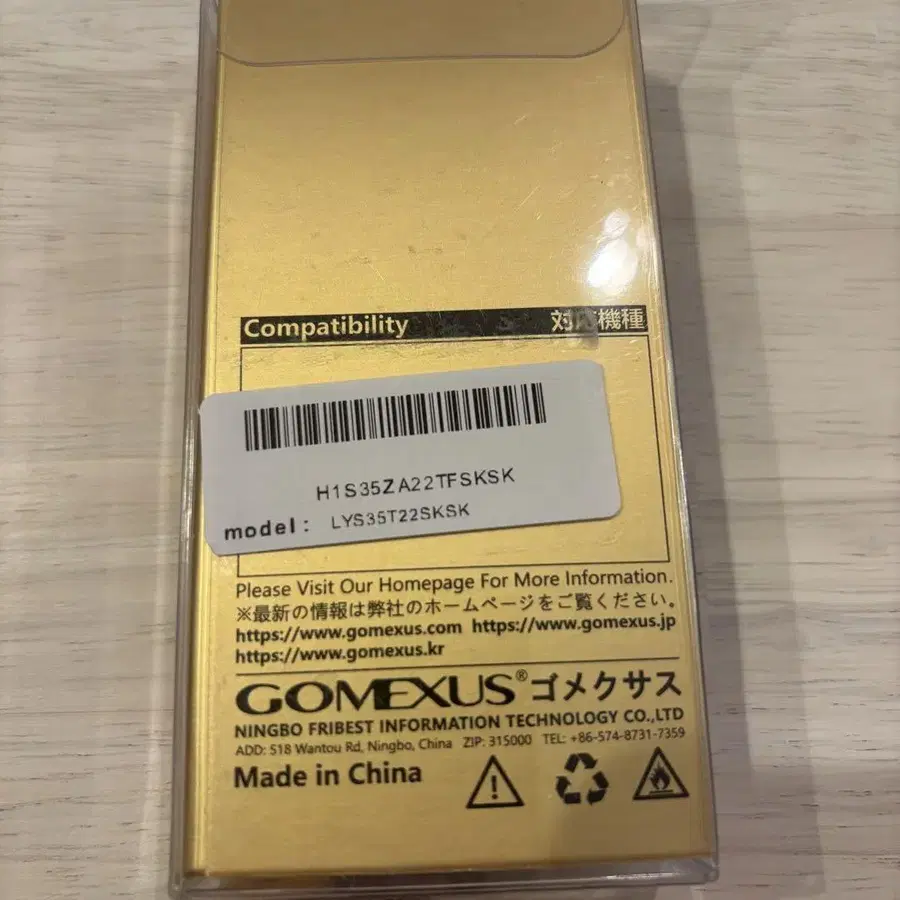 Compatibility 対応機種
H1S35ZA22TFSKSK
model: LYS35T22SKSK
Please Visit Our Homepage For More Information.
※最新の情報は弊社のホームページをご覧ください。
https://www.gomexus.com https://www.gomexus.jp
https://www.gomexus.kr
GOMEXUS® ゴメクサス
NINGBO FRIBEST INFORMATION TECHNOLOGY CO.,LTD
ADD: 518 Wantou Rd, Ningbo, China ZIP: 315000 TEL: +86-574-8731-7359
Made in China